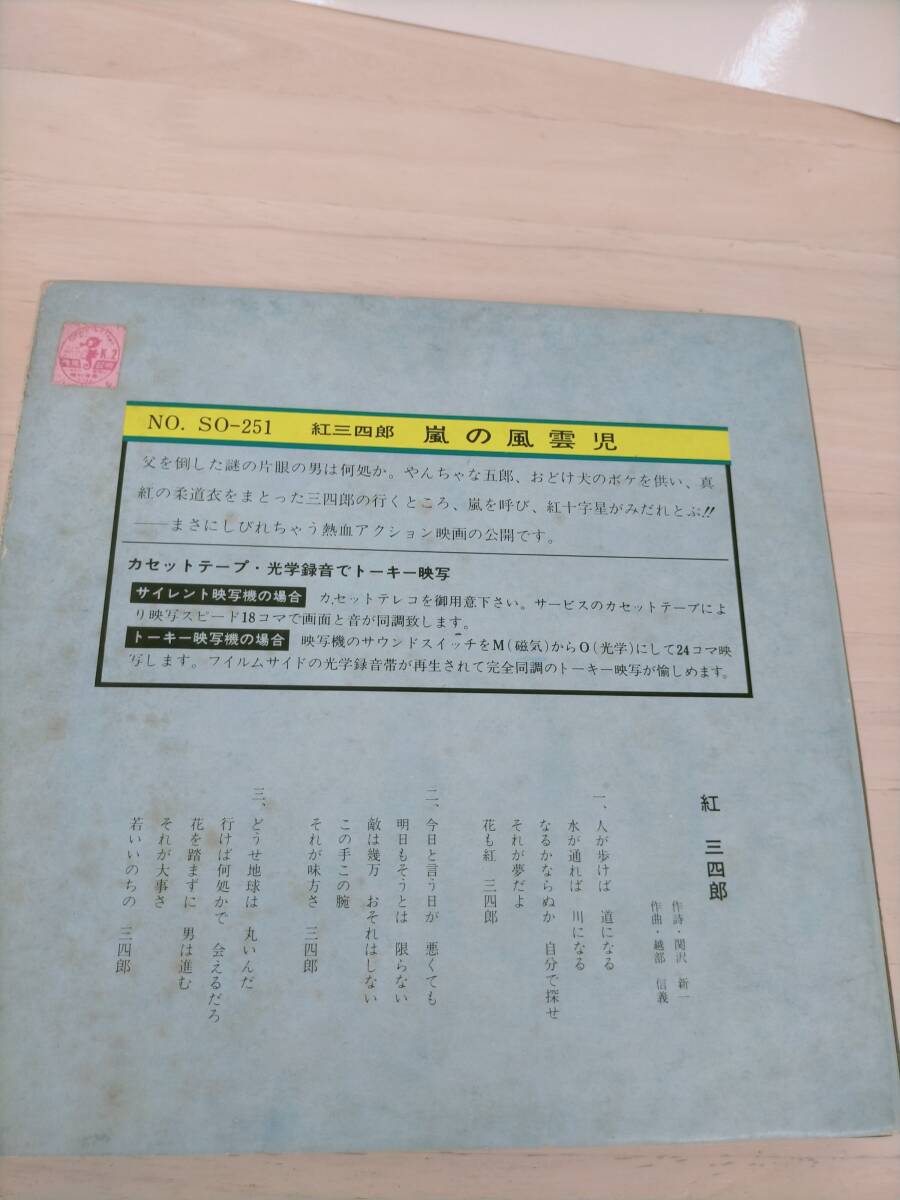 K.2
NO. SO-251 紅三四郎 嵐の風雲児
父を倒した謎の片眼の男は何処か。やんちゃな五郎、おどけ犬のボケを供い、真
紅の柔道衣をまとった三四郎の行くところ、嵐を呼び、紅十字星がみだれとぶ!!
――まさにしびれちゃう熱血アクション映画の公開です。
カセットテープ・光学録音でトーキー映写
サイレント映写機の場合 カセットテレコを御用意下さい。サービスのカセットテープによ
り映写スピード18コマで画面と音が同調致します。
トーキー映写機の場合 映写機のサウンドスイッチをM(磁気)からO(光学)にして24コマ映
写します。フイルムサイドの光学録音帯が再生されて完全同調のトーキー映写が愉しめます。
紅 三四郎
作詩・関沢 新一
作曲・越部 信義
一、人が歩けば 道になる
水が通れば 川になる
なるかならぬか 自分で探せ
それが夢だよ
花も紅 三四郎
二、今日と言う日が 悪くても
明日もそうとは 限らない
敵は幾万 おそれはしない
この手この腕
それが味方さ 三四郎
三、どうせ地球は 丸いんだ
行けば何処かで 会えるだろ
花を踏まずに 男は進む
それが大事さ
若いいのちの 三四郎